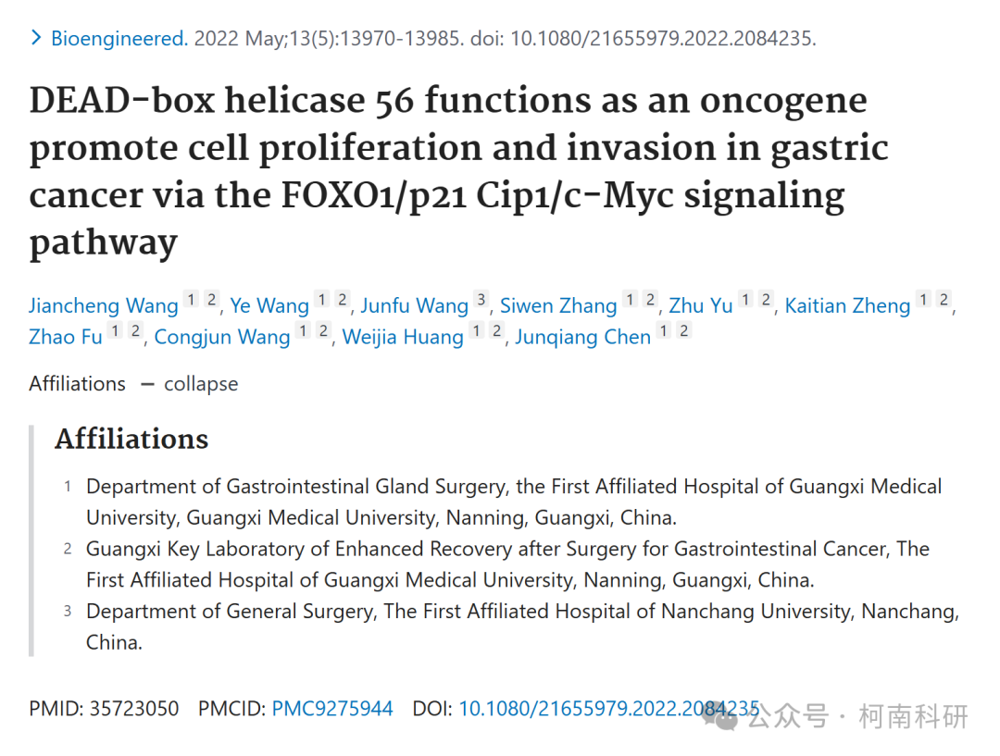 > Bioengineered. 2022 May;13(5):13970-13985. doi: 10.1080/21655979.2022.2084235.
DEAD-box helicase 56 functions as an oncogene
promote cell proliferation and invasion in gastric
cancer via the FOXO1/p21 Cip1/c-Myc signaling
pathway
Jiancheng Wang 1 2, Ye Wang 1 2, Junfu Wang 3, Siwen Zhang 1 2, Zhu Yu 1 2, Kaitian Zheng 1 2,
Zhao Fu 1 2, Congjun Wang 1 2, Weijia Huang 1 2, Junqiang Chen 1 2
Affiliations — collapse
Affiliations
1 Department of Gastrointestinal Gland Surgery, the First Affiliated Hospital of Guangxi Medical
University, Guangxi Medical University, Nanning, Guangxi, China.
2 Guangxi Key Laboratory of Enhanced Recovery after Surgery for Gastrointestinal Cancer, The
First Affiliated Hospital of Guangxi Medical University, Nanning, Guangxi, China.
3 Department of General Surgery, The First Affiliated Hospital of Nanchang University, Nanchang,
China.
PMID: 35723050 PMCID: PMC9275944 DOI: 10.1080/21655979.2022.2084235
公众号 · 柯南科研